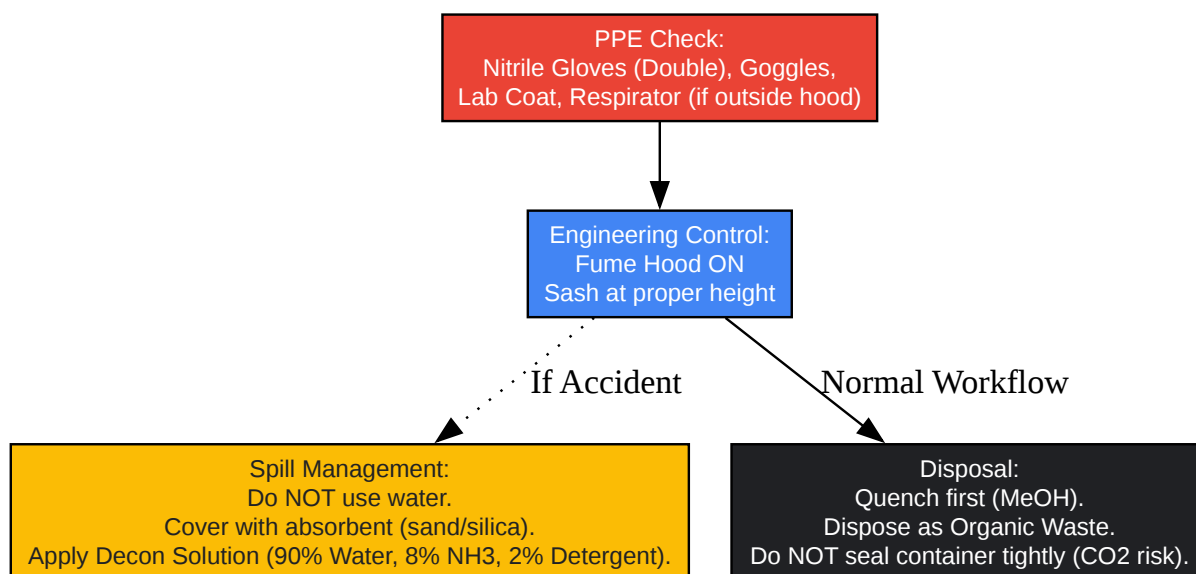 PPE Check:
Nitrile Gloves (Double), Goggles,
Lab Coat, Respirator (if outside hood)
Engineering Control:
Fume Hood ON
Sash at proper height
If Accident
Normal Workflow
Spill Management:
Do NOT use water.
Cover with absorbent (sand/silica).
Apply Decon Solution (90% Water, 8% NH3, 2% Detergent).
Disposal:
Quench first (MeOH).
Dispose as Organic Waste.
Do NOT seal container tightly (CO2 risk).